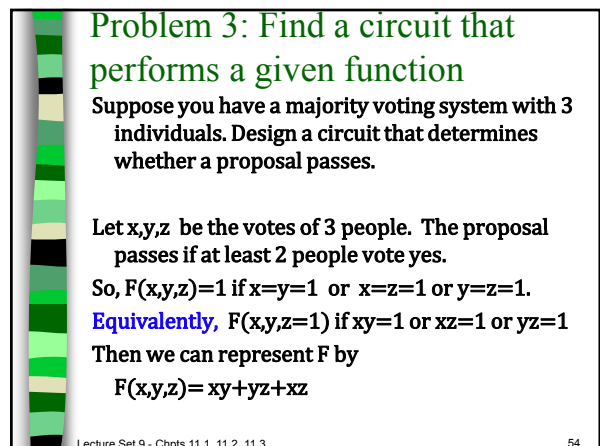 Problem 3: Find a circuit that
performs a given function
Suppose you have a majority voting system with 3
individuals. Design a circuit that determines
whether a proposal passes.
Let x,y,z be the votes of 3 people. The proposal
passes if at least 2 people vote yes.
So, F(x,y,z)=1 if x=y=1 or x=z=1 or y=z=1.
Equivalently, F(x,y,z=1) if xy=1 or xz=1 or yz=1
Then we can represent F by
F(x,y,z)= xy+yz+xz
Lecture Set 9 - Chpts 11.1, 11.2, 11.3
54